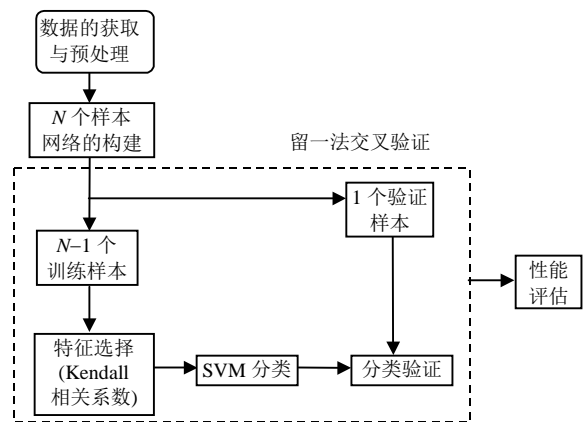 数据的获取
与预处理
N 个样本
网络的构建
留一法交叉验证
1 个验证
样本
N–1 个
训练样本
性能
评估
特征选择
(Kendall
相关系数)
SVM 分类
分类验证